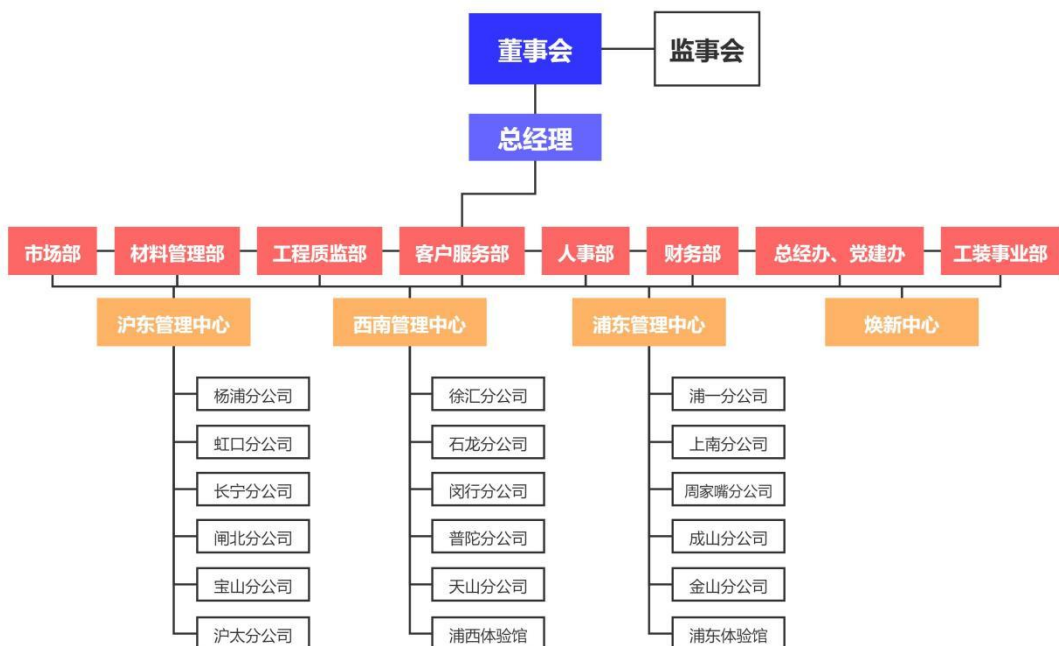 董事会
监事会
总经理
市场部
材料管理部
工程质监部
客户服务部
人事部
财务部
总经办、党建办
工装事业部
沪东管理中心
西南管理中心
浦东管理中心
焕新中心
杨浦分公司
徐汇分公司
浦一分公司
虹口分公司
石龙分公司
上南分公司
长宁分公司
闵行分公司
周家嘴分公司
闸北分公司
普陀分公司
成山分公司
宝山分公司
天山分公司
金山分公司
沪太分公司
浦西体验馆
浦东体验馆